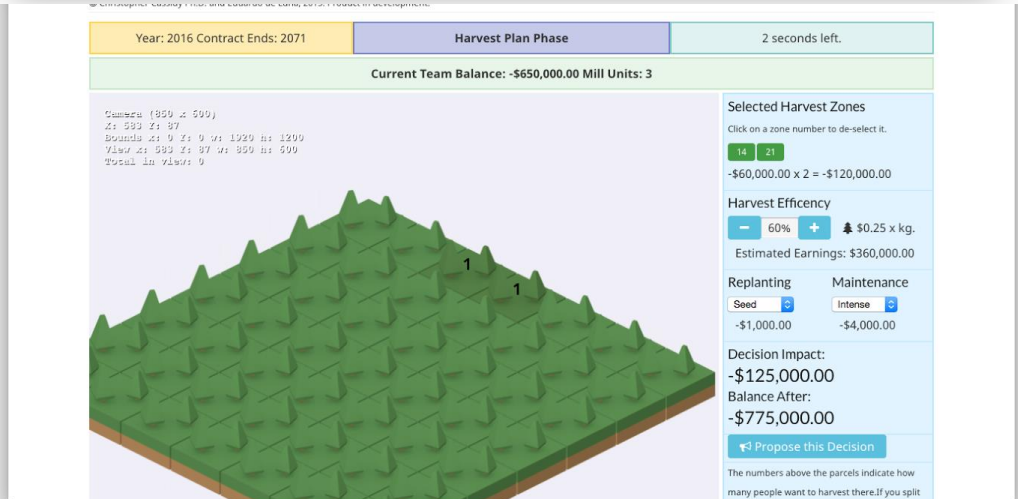 Year: 2016 Contract Ends: 2071
Harvest Plan Phase
2 seconds left.
Current Team Balance: -$650,000.00 Mill Units: 3
Camera (850 x 600)
X: 583 Y: 87
Bounds x: 0 Y: 0 w: 1920 h: 1200
View x: 583 Y: 87 w: 850 h: 600
Total in view: 0
1
1
Selected Harvest Zones
Click on a zone number to de-select it.
14 21
-$60,000.00 x 2 = -$120,000.00
Harvest Efficency
60% $0.25 x kg.
Estimated Earnings: $360,000.00
Replanting Maintenance
Seed Intense
-$1,000.00 -$4,000.00
Decision Impact:
-$125,000.00
Balance After:
-$775,000.00
Propose this Decision
The numbers above the parcels indicate how
many people want to harvest there.If you split